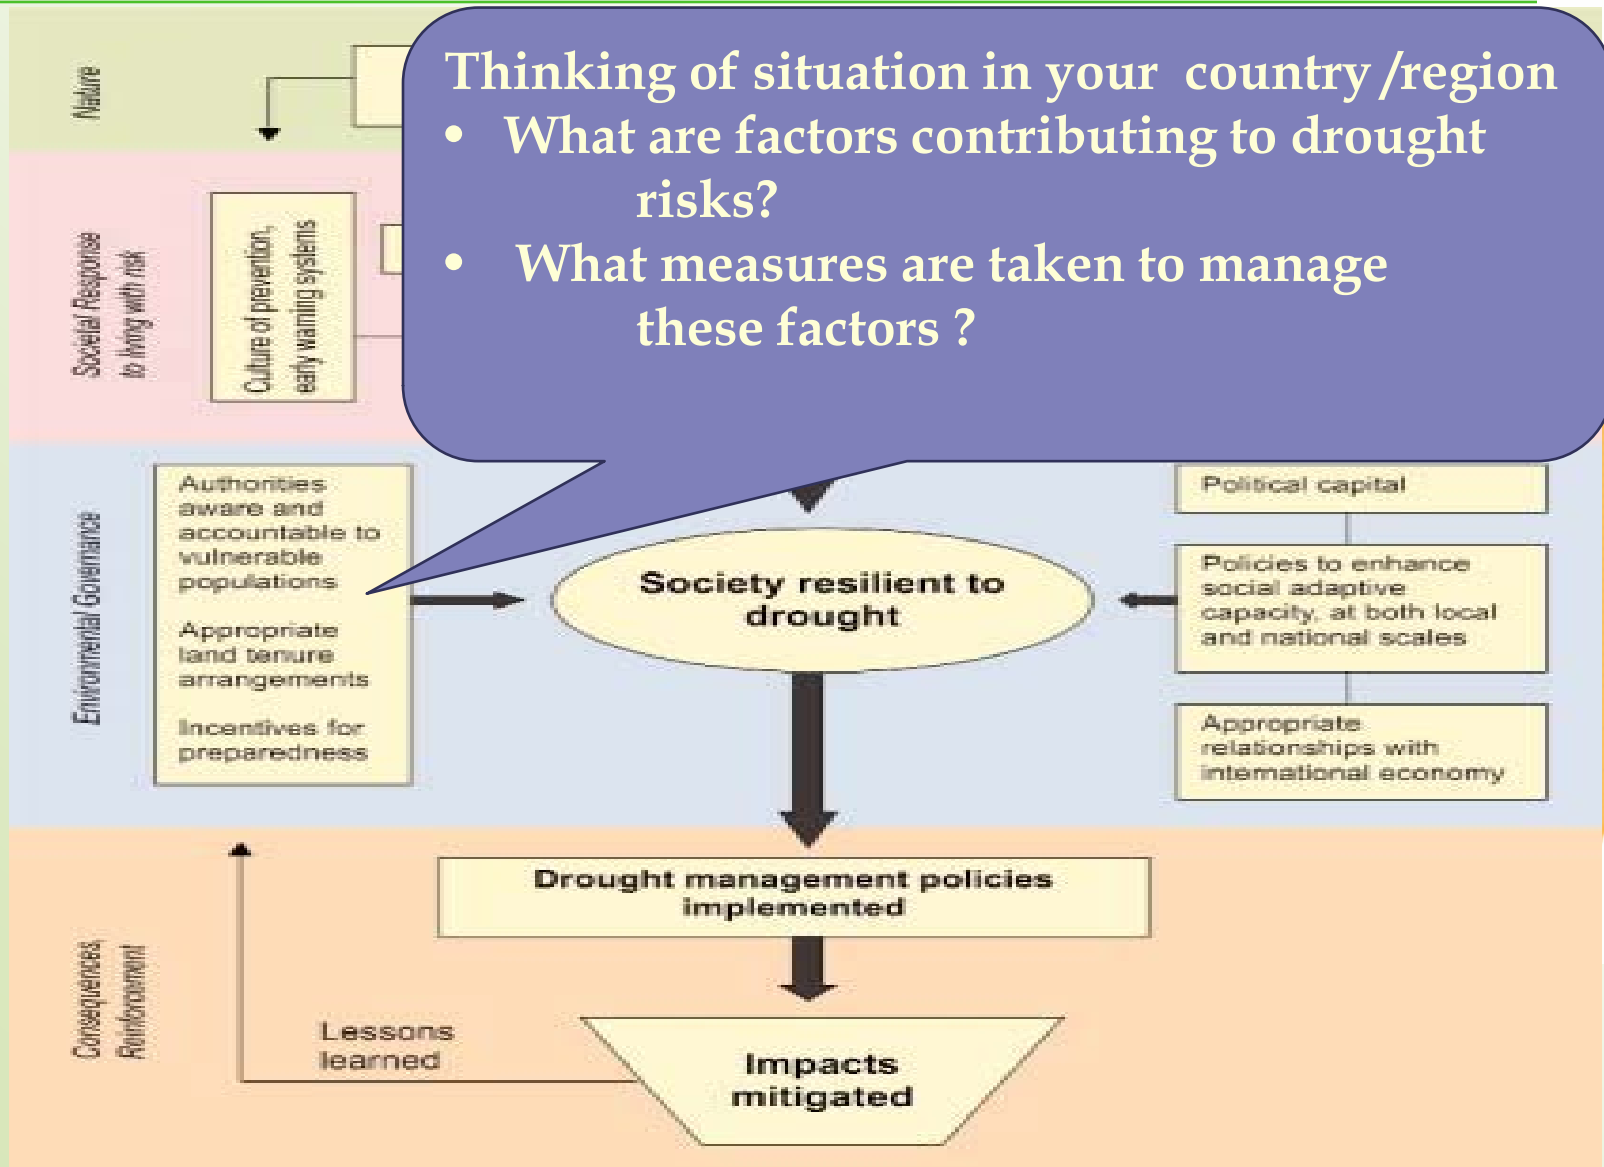 Thinking of situation in your country /region
• What are factors contributing to drought
risks?
• What measures are taken to manage
these factors ?
Nature
Societal Response
to living with risk
Culture of prevention,
early warning systems
Environmental Governance
Authorities
aware and
accountable to
vulnerable
populations
Appropriate
land tenure
arrangements
Incentives for
preparedness
Society resilient to
drought
Political capital
Policies to enhance
social adaptive
capacity, at both local
and national scales
Appropriate
relationships with
international economy
Consequences,
Reinforcement
Drought management policies
implemented
Lessons
learned
Impacts
mitigated